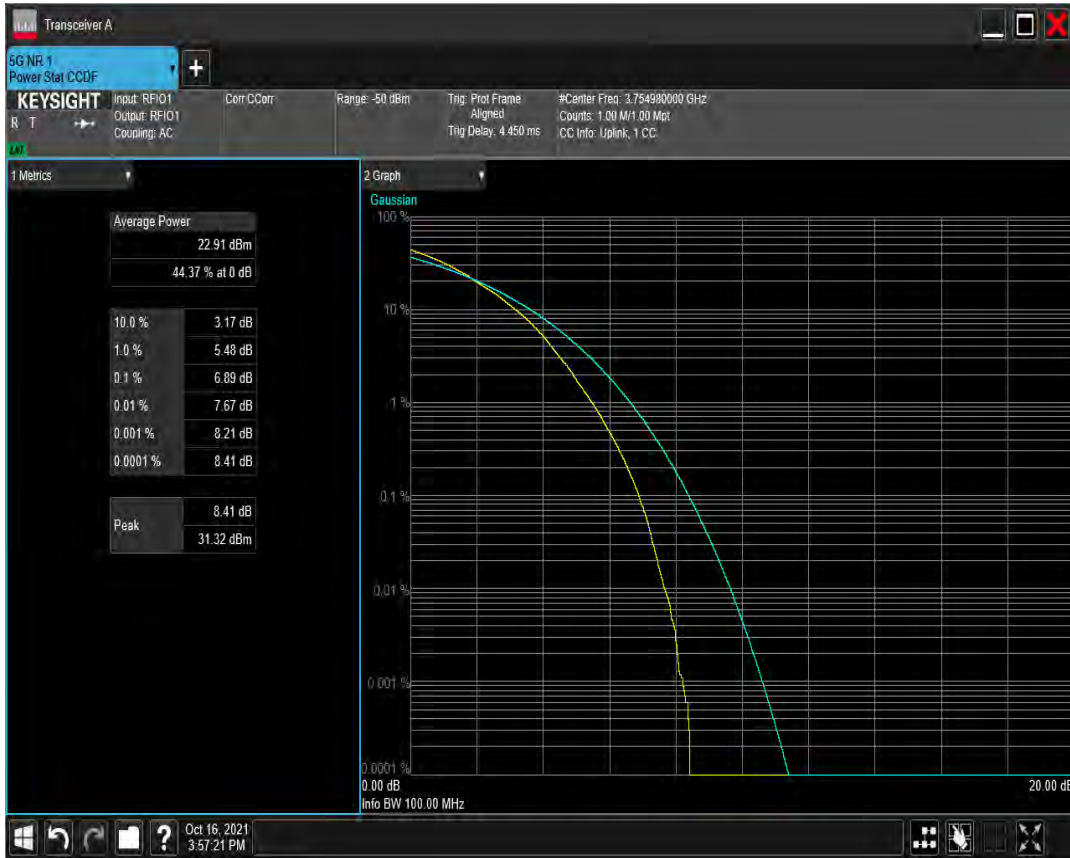 Transceiver A
5G NR 1
Power Stat CCDF
+
KEYSIGHT
R T
LXI
Input: RFIO1
Output: RFIO1
Coupling: AC
Corr CCorr
Range: -50 dBm
Trig: Prot Frame
Aligned
Trig Delay: 4.450 ms
#Center Freq: 3.754980000 GHz
Counts: 1.00 M/1.00 Mpt
CC Info: Uplink, 1 CC
1 Metrics
Average Power
22.91 dBm
44.37 % at 0 dB
10.0 % 3.17 dB
1.0 % 5.48 dB
0.1 % 6.89 dB
0.01 % 7.67 dB
0.001 % 8.21 dB
0.0001 % 8.41 dB
Peak
8.41 dB
31.32 dBm
2 Graph
Gaussian
100 %
10 %
1 %
0.1 %
0.01 %
0.001 %
0.0001 %
0.00 dB 20.00 dB
Info BW 100.00 MHz
? Oct 16, 2021
3:57:21 PM